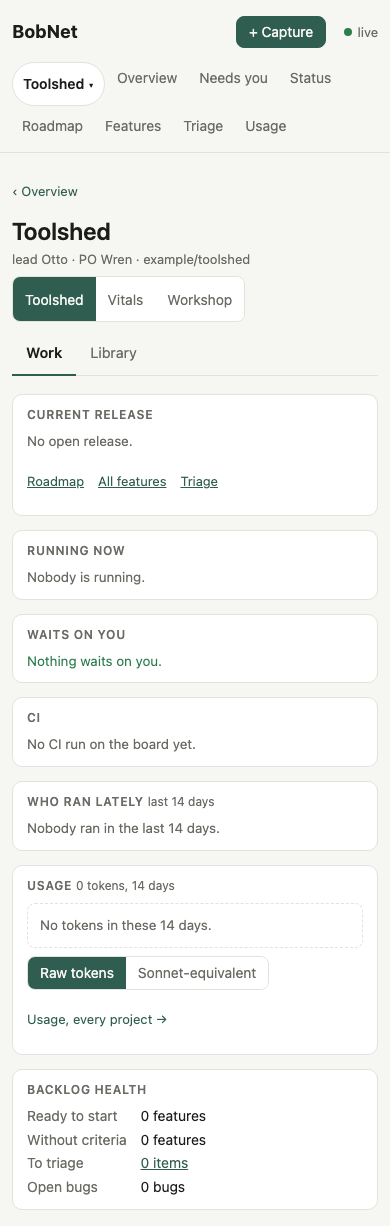 BobNet
+ Capture
live
Toolshed ▾
Overview
Needs you
Status
Roadmap
Features
Triage
Usage
‹ Overview
Toolshed
lead Otto · PO Wren · example/toolshed
Toolshed
Vitals
Workshop
Work
Library
CURRENT RELEASE
No open release.
Roadmap All features Triage
RUNNING NOW
Nobody is running.
WAITS ON YOU
Nothing waits on you.
CI
No CI run on the board yet.
WHO RAN LATELY last 14 days
Nobody ran in the last 14 days.
USAGE 0 tokens, 14 days
No tokens in these 14 days.
Raw tokens
Sonnet-equivalent
Usage, every project →
BACKLOG HEALTH
Ready to start 0 features
Without criteria 0 features
To triage 0 items
Open bugs 0 bugs